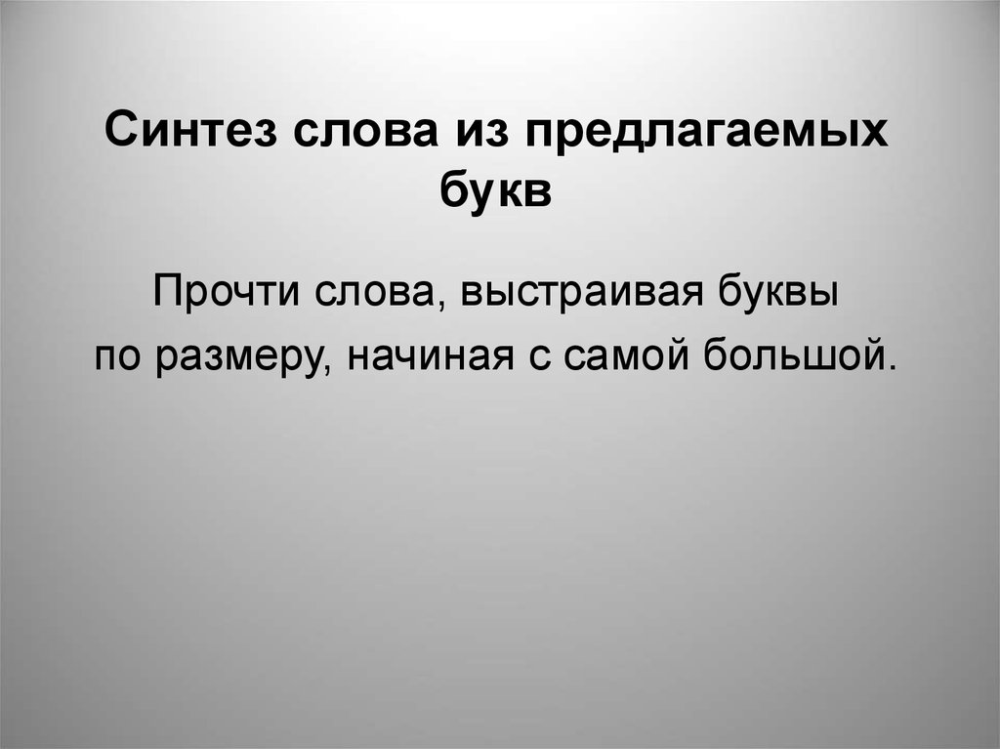 Синтез слова из предлагаемых
букв
Прочти слова, выстраивая буквы
по размеру, начиная с самой большой.